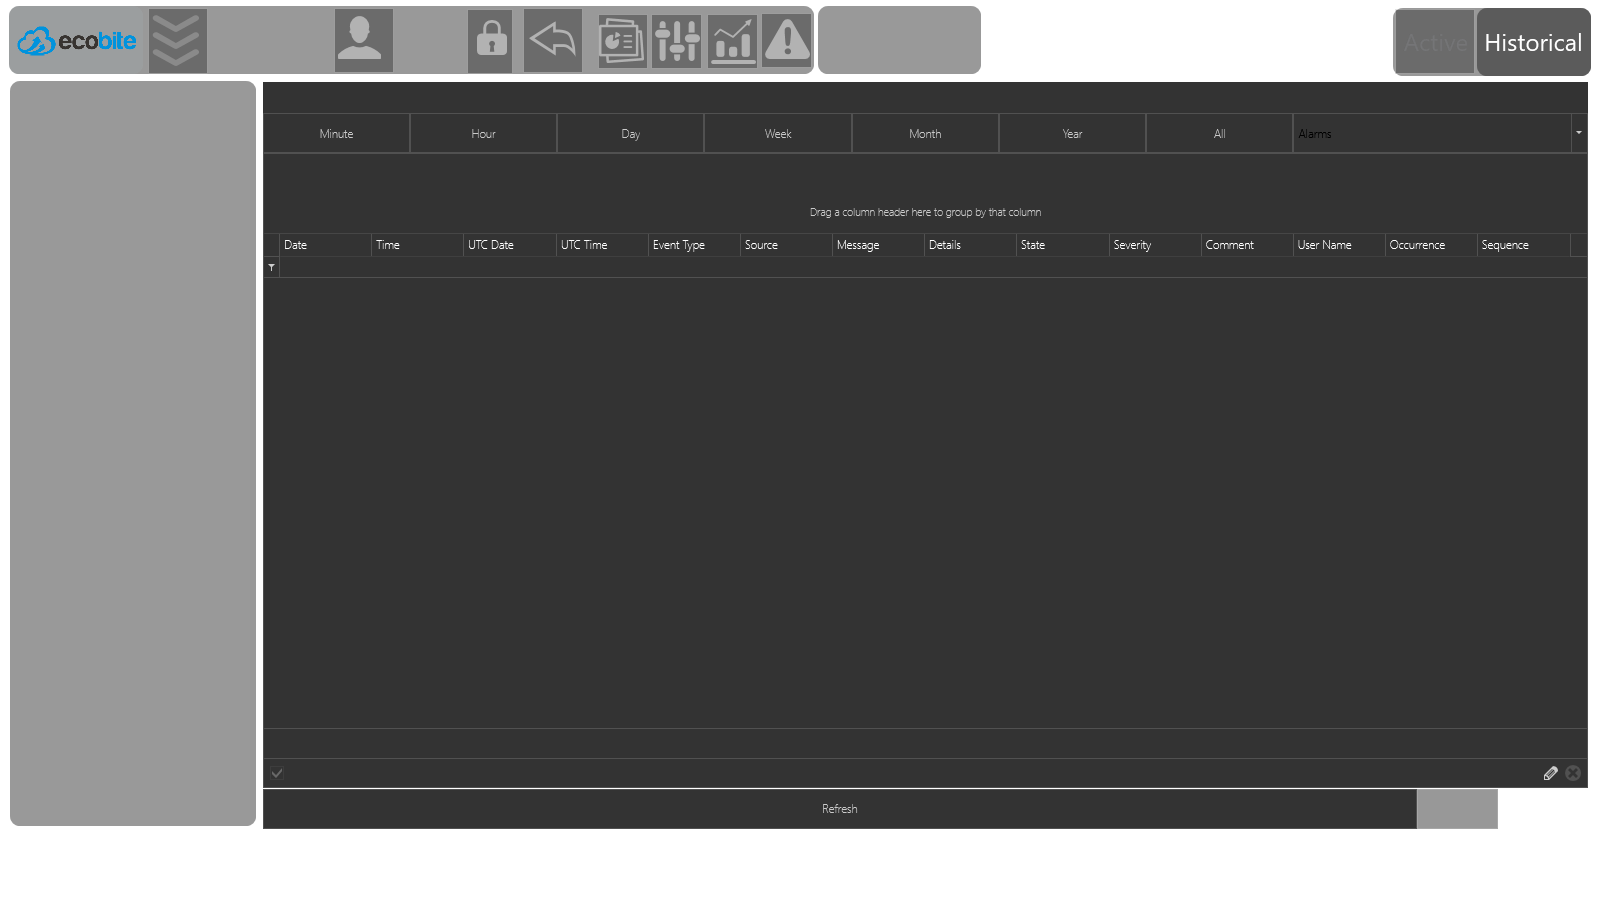 ecobite
Active Historical
Minute Hour Day Week Month Year All Alarms
Drag a column header here to group by that column
Date Time UTC Date UTC Time Event Type Source Message Details State Severity Comment User Name Occurrence Sequence
Refresh